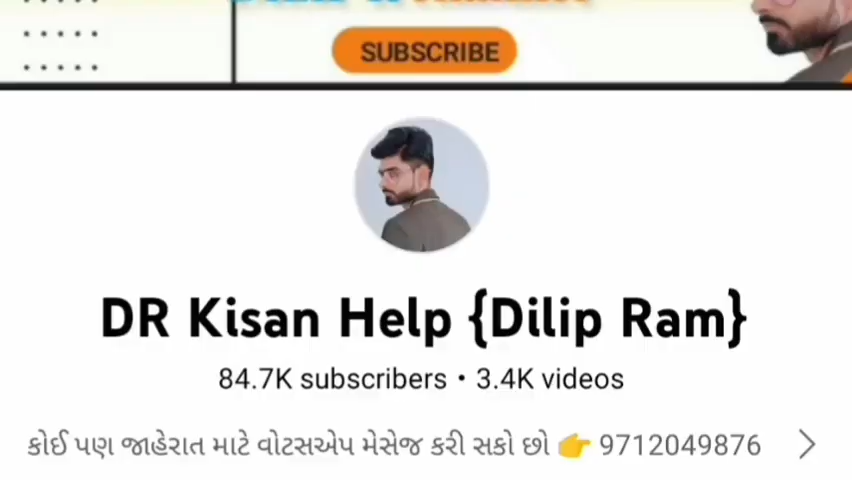 SUBSCRIBE
DR Kisan Help {Dilip Ram}
84.7K subscribers • 3.4K videos
કોઈ પણ જાહેરાત માટે વોટસએપ મેસેજ કરી સકો છો 👉 9712049876